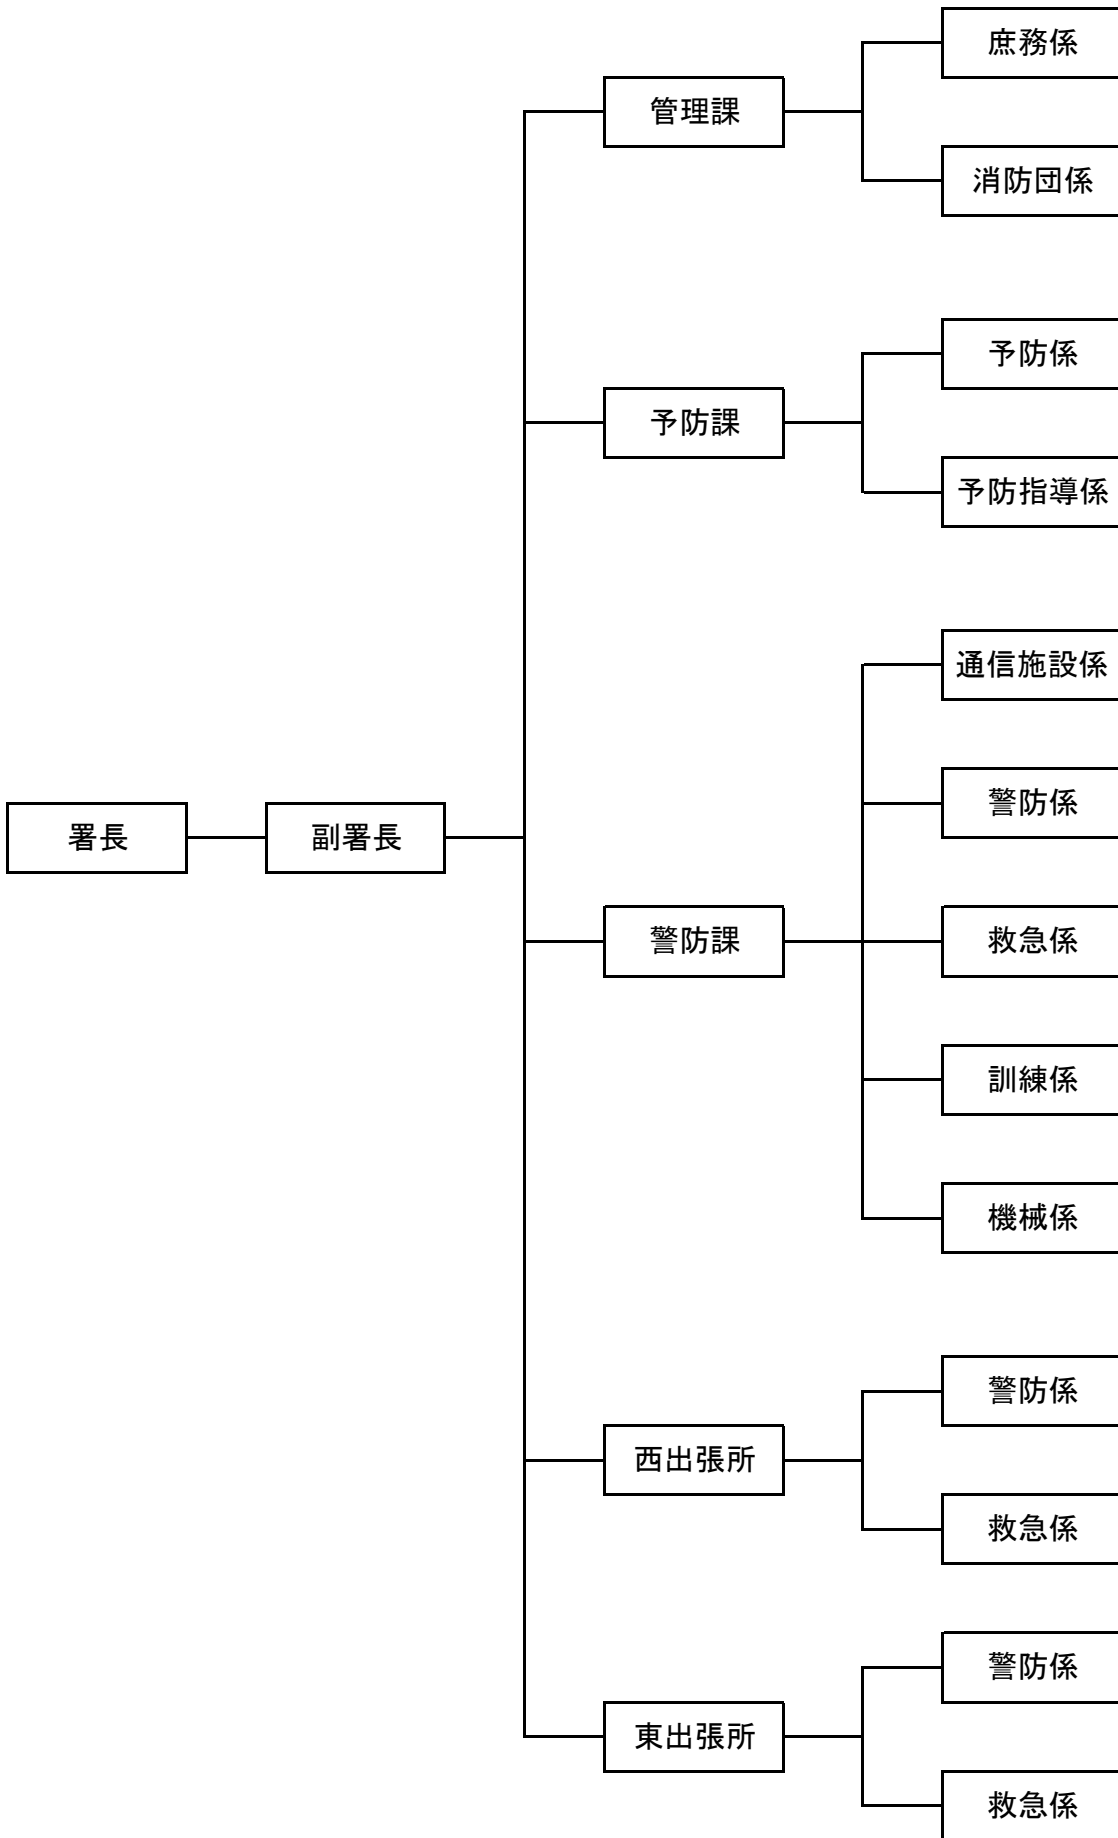 署長
副署長
管理課
庶務係
消防団係
予防課
予防係
予防指導係
警防課
通信施設係
警防係
救急係
訓練係
機械係
西出張所
警防係
救急係
東出張所
警防係
救急係